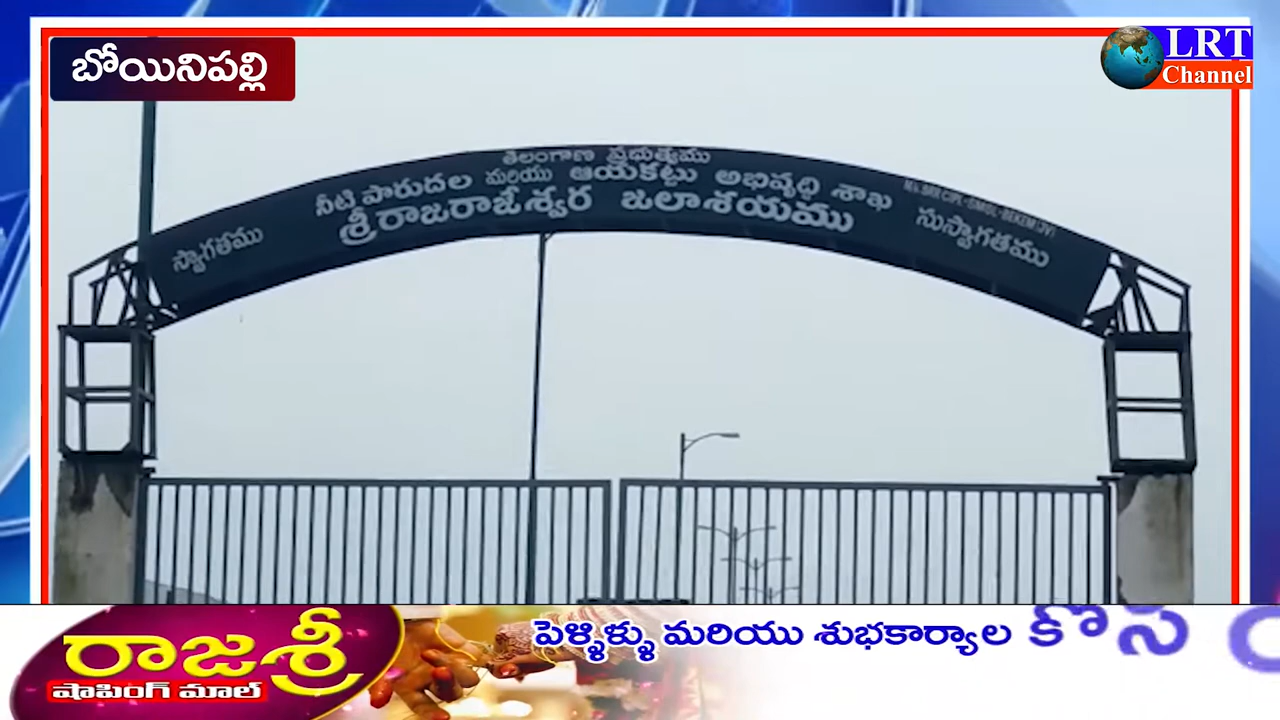 బోయినిపల్లి
LRT
Channel
తెలంగాణ ప్రభుత్వము
నీటి పారుదల మరియు ఆయకట్టు అభివృద్ధి శాఖ
శ్రీ రాజరాజేశ్వర జలాశయము
స్వాగతము
సుస్వాగతము
రాజశ్రీ
షాపింగ్ మాల్
పెళ్ళిళ్ళు మరియు శుభకార్యాల కొస